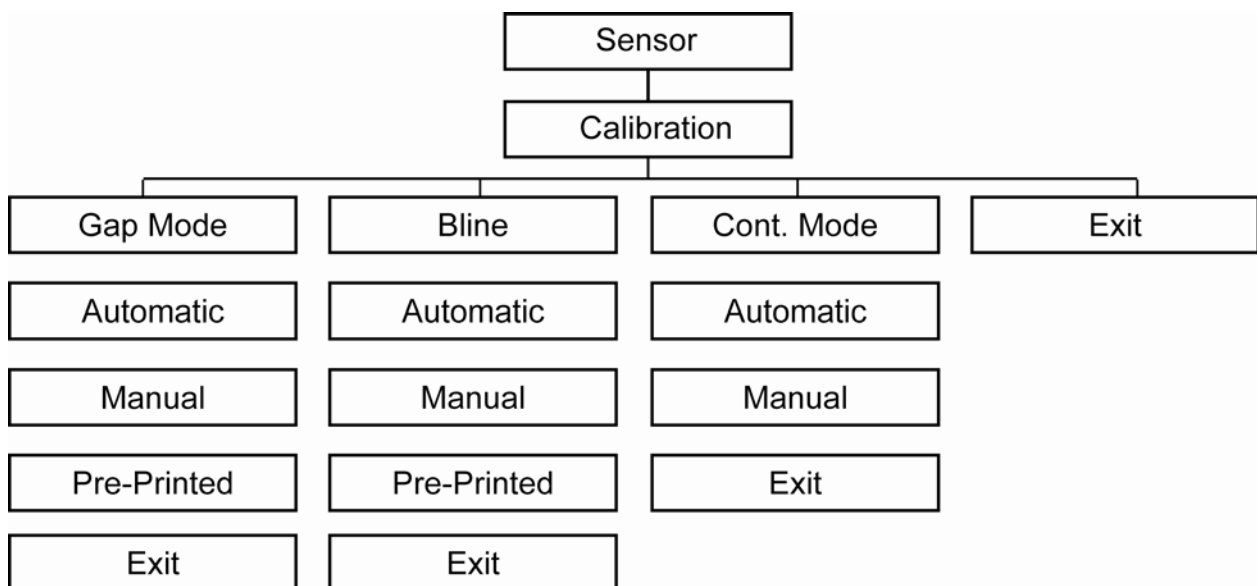 Sensor
Calibration
Gap Mode
Bline
Cont. Mode
Exit
Automatic
Automatic
Automatic
Manual
Manual
Manual
Pre-Printed
Pre-Printed
Exit
Exit
Exit